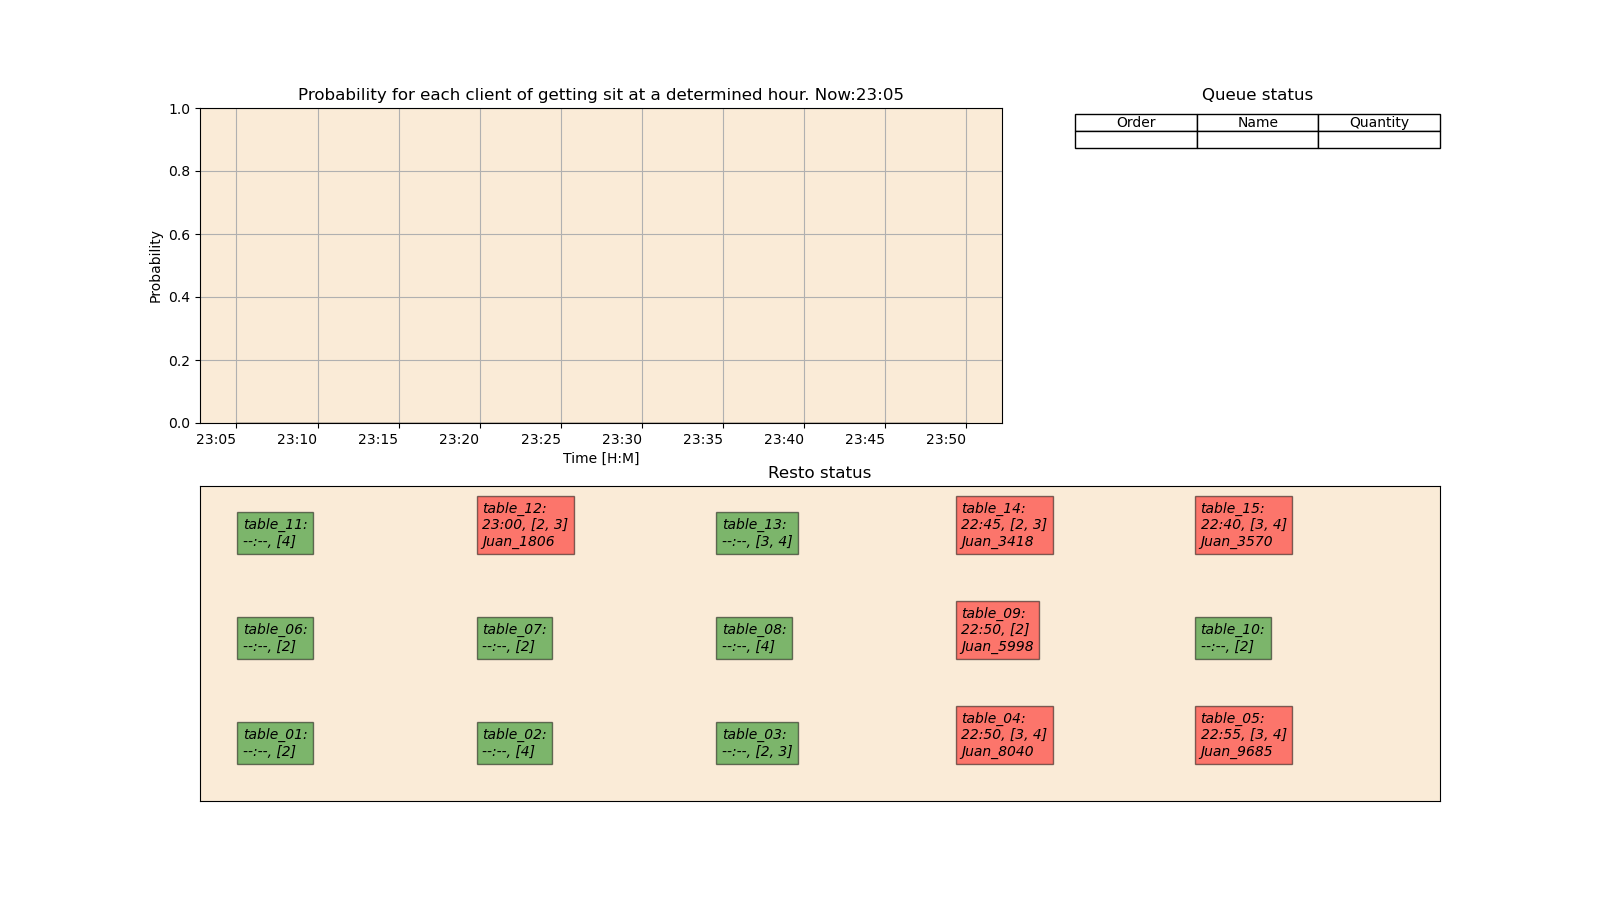 Probability for each client of getting sit at a determined hour. Now:23:05
1.0
0.8
0.6
0.4
0.2
0.0
Probability
23:05 23:10 23:15 23:20 23:25 23:30 23:35 23:40 23:45 23:50
Time [H:M]
Queue status
Order Name Quantity
Resto status
table_11:
--:--, [4]
table_12:
23:00, [2, 3]
Juan_1806
table_13:
--:--, [3, 4]
table_14:
22:45, [2, 3]
Juan_3418
table_15:
22:40, [3, 4]
Juan_3570
table_06:
--:--, [2]
table_07:
--:--, [2]
table_08:
--:--, [4]
table_09:
22:50, [2]
Juan_5998
table_10:
--:--, [2]
table_01:
--:--, [2]
table_02:
--:--, [4]
table_03:
--:--, [2, 3]
table_04:
22:50, [3, 4]
Juan_8040
table_05:
22:55, [3, 4]
Juan_9685